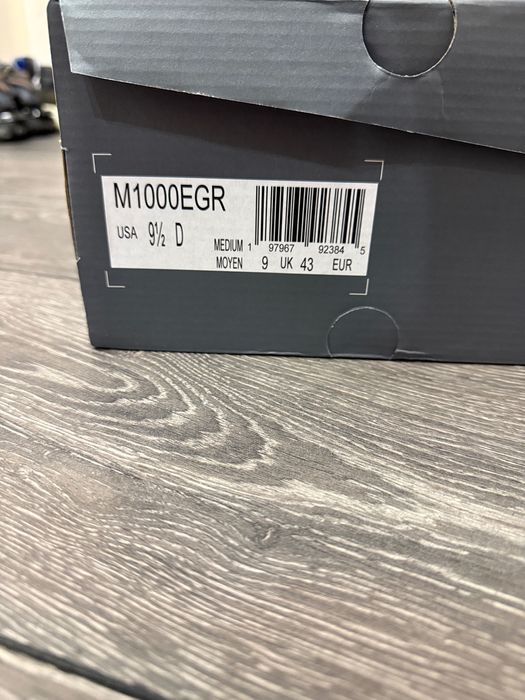 M1000EGR
USA 9½ D
MEDIUM 1 97967 92384 5
MOYEN 9 UK 43 EUR